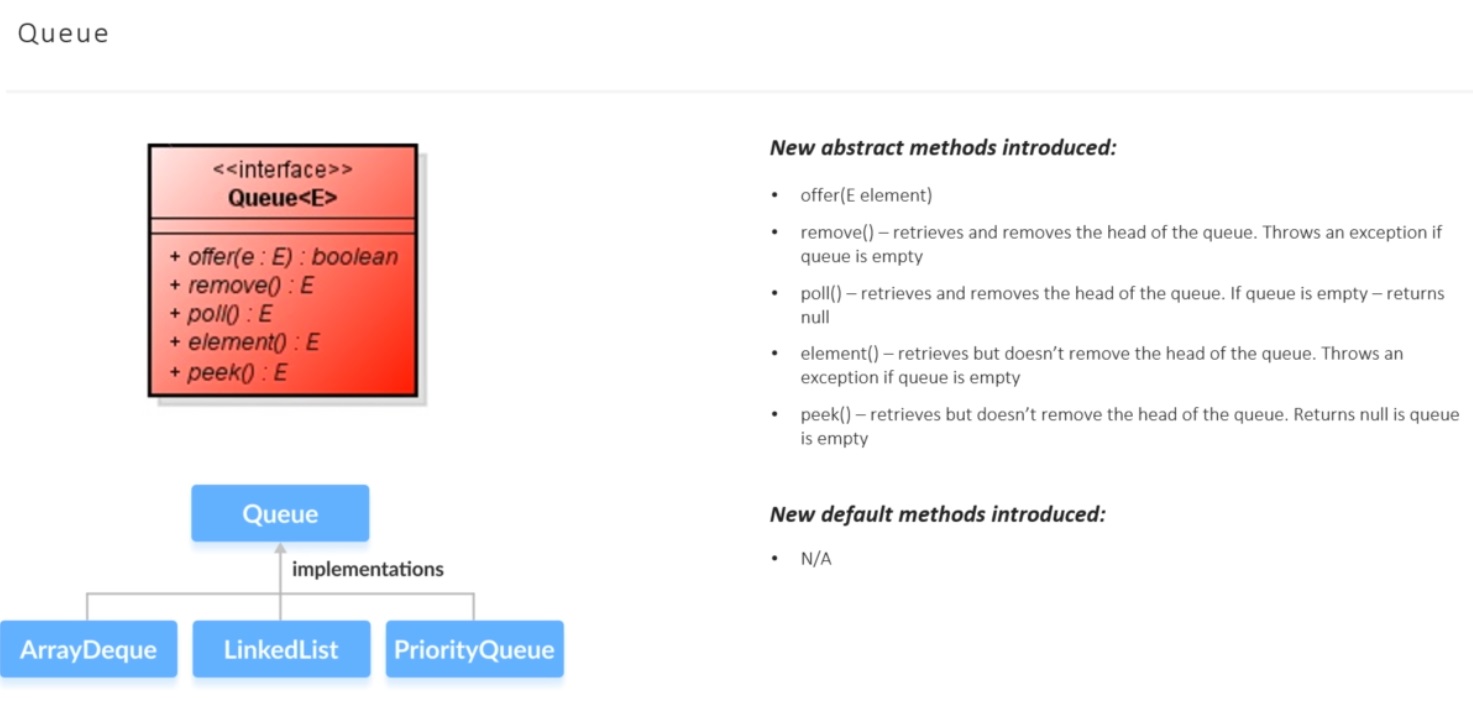 Queue
<<interface>>
Queue<E>
+ offer(e : E) : boolean
+ remove() : E
+ poll() : E
+ element() : E
+ peek() : E
Queue
implementations
ArrayDeque
LinkedList
PriorityQueue
New abstract methods introduced:
• offer(E element)
• remove() – retrieves and removes the head of the queue. Throws an exception if
queue is empty
• poll() – retrieves and removes the head of the queue. If queue is empty – returns
null
• element() – retrieves but doesn’t remove the head of the queue. Throws an
exception if queue is empty
• peek() – retrieves but doesn’t remove the head of the queue. Returns null is queue
is empty
New default methods introduced:
• N/A